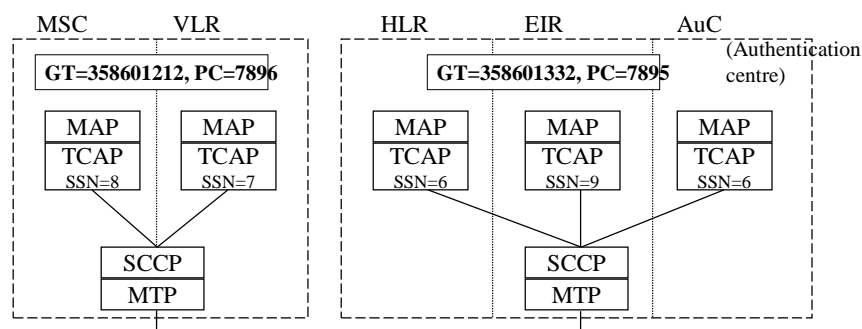 MSC VLR HLR EIR AuC
(Authentication
centre)
GT=358601212, PC=7896 GT=358601332, PC=7895
MAP MAP MAP MAP MAP
TCAP TCAP TCAP TCAP TCAP
SSN=8 SSN=7 SSN=6 SSN=9 SSN=6
SCCP SCCP
MTP MTP